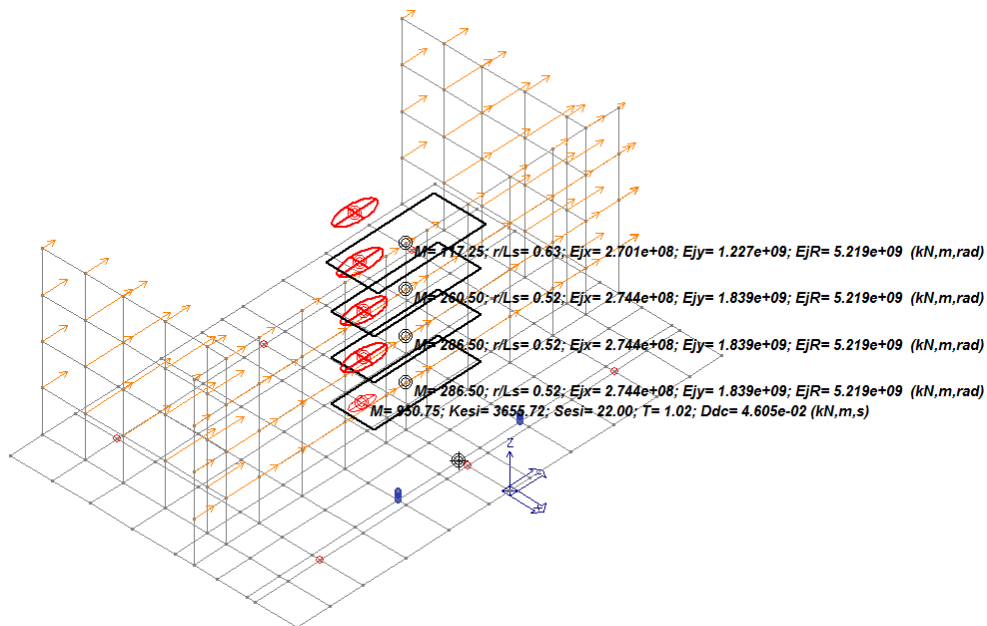 M= 117.25; r/Ls= 0.63; Ejx= 2.701e+08; Ejy= 1.227e+09; EjR= 5.219e+09 (kN,m,rad)
M= 260.50; r/Ls= 0.52; Ejx= 2.744e+08; Ejy= 1.839e+09; EjR= 5.219e+09 (kN,m,rad)
M= 286.50; r/Ls= 0.52; Ejx= 2.744e+08; Ejy= 1.839e+09; EjR= 5.219e+09 (kN,m,rad)
M= 286.50; r/Ls= 0.52; Ejx= 2.744e+08; Ejy= 1.839e+09; EjR= 5.219e+09 (kN,m,rad)
M= 950.75; Kesi= 3655.72; Sesi= 22.00; T= 1.02; Ddc= 4.605e-02 (kN,m,s)
Z